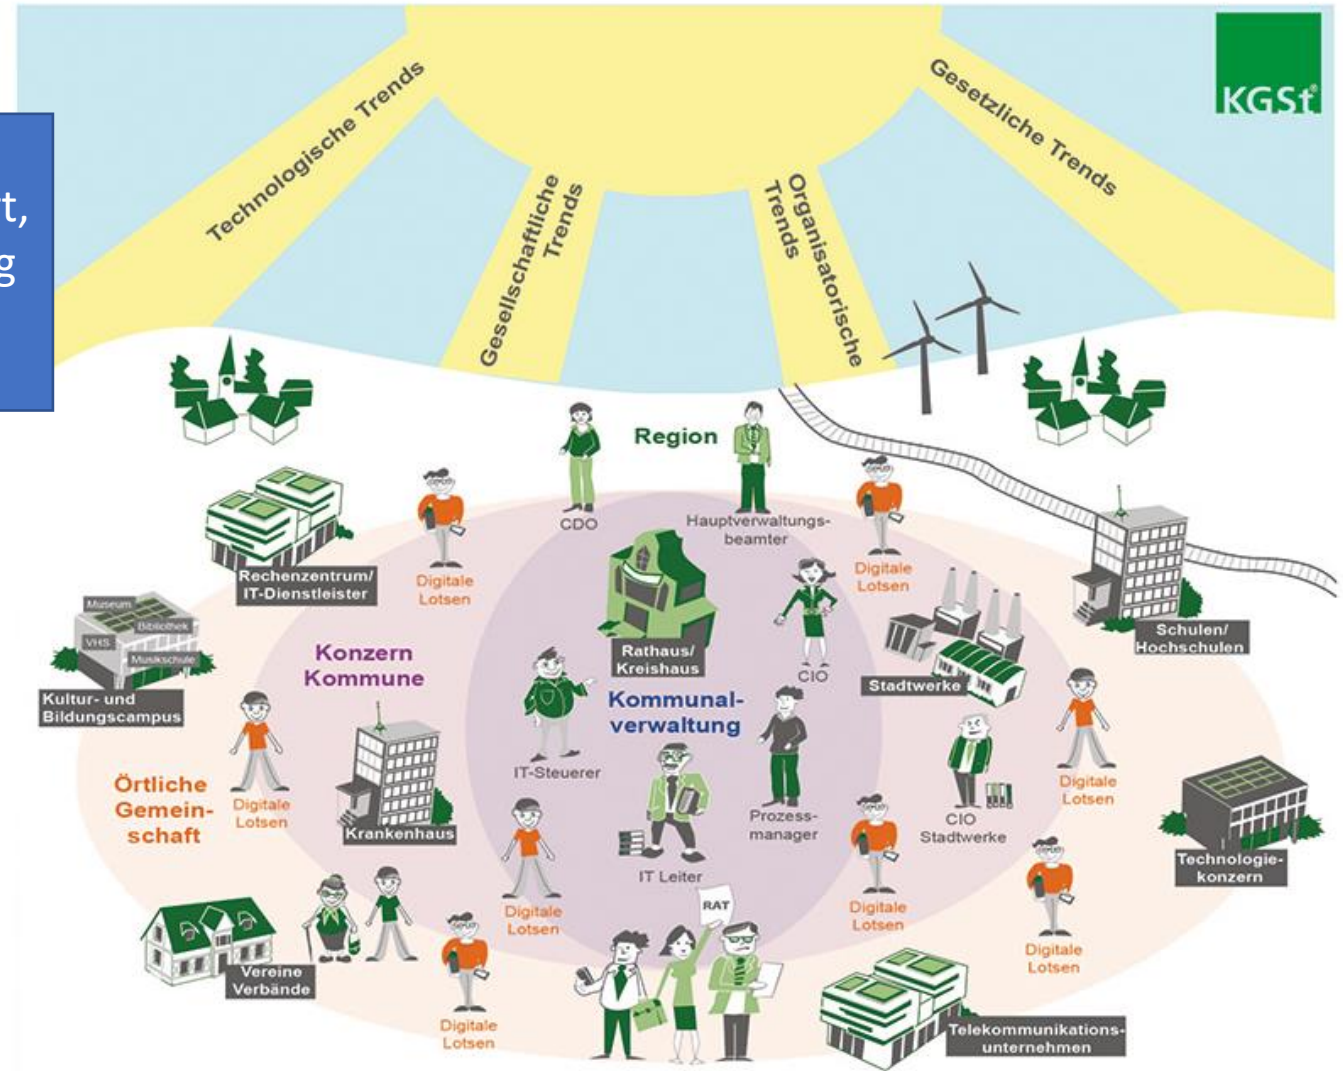 KGSt®
Technologische Trends
Gesellschaftliche
Trends
Organisatorische
Trends
Gesetzliche Trends
Region
CDO
Hauptverwaltungs-
beamter
Digitale
Lotsen
Digitale
Lotsen
Rechenzentrum/
IT-Dienstleister
Museum
Bibliothek
VHS
Musikschule
Kultur- und
Bildungscampus
Konzern
Kommune
Rathaus/
Kreishaus
CIO
Stadtwerke
Schulen/
Hochschulen
Kommunal-
verwaltung
IT-Steuerer
Örtliche
Gemein-
schaft
Digitale
Lotsen
Krankenhaus
Prozess-
manager
CIO
Stadtwerke
Digitale
Lotsen
IT Leiter
Technologie-
konzern
Digitale
Lotsen
RAT
Digitale
Lotsen
Digitale
Lotsen
Vereine
Verbände
Digitale
Lotsen
Telekommunikations-
unternehmen